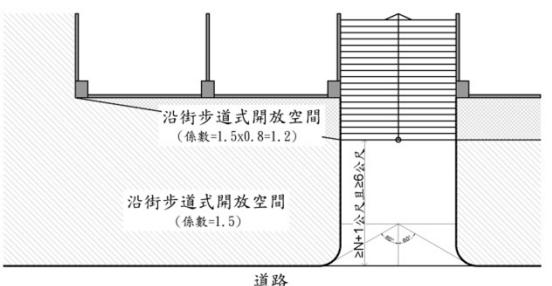 沿街步道式開放空間
(係數=1.5x0.8=1.2)
沿街步道式開放空間
(係數=1.5)
≥N+1公尺且≥6公尺
60°
60°
道路